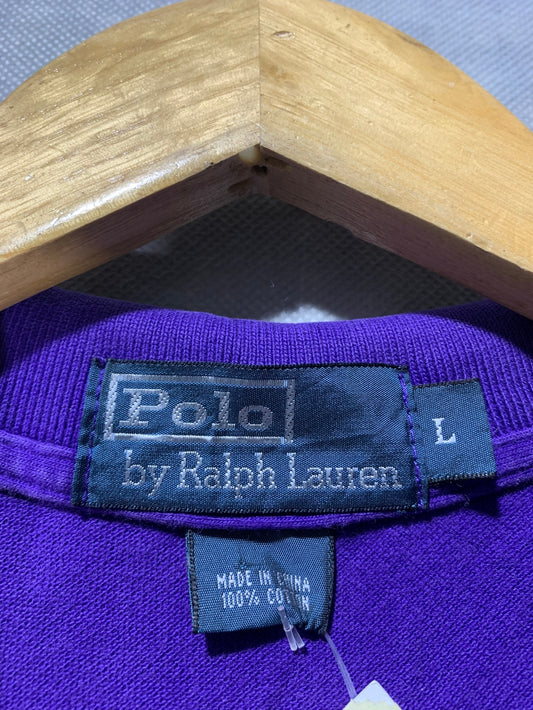 Polo
by Ralph Lauren
L
MADE IN CHINA
100% COTTON